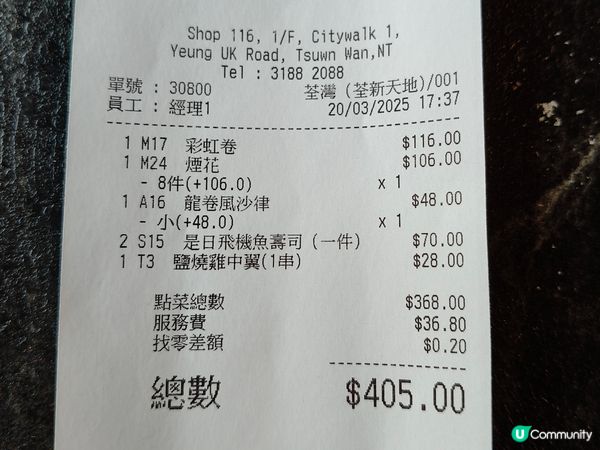 Shop 116, 1/F, Citywalk 1,
Yeung UK Road, Tsuwn Wan,NT
Tel : 3188 2088
單號 : 30800 荃灣 (荃新天地)/001
員工 : 經理1 20/03/2025 17:37
1 M17 彩虹卷 $116.00
1 M24 煙花 $106.00
- 8件(+106.0) x 1
1 A16 龍卷風沙律 $48.00
- 小(+48.0) x 1
2 S15 是日飛機魚壽司 (一件) $70.00
1 T3 鹽燒雞中翼(1串) $28.00
點菜總數 $368.00
服務費 $36.80
找零差額 $0.20
總數 $405.00
U Community